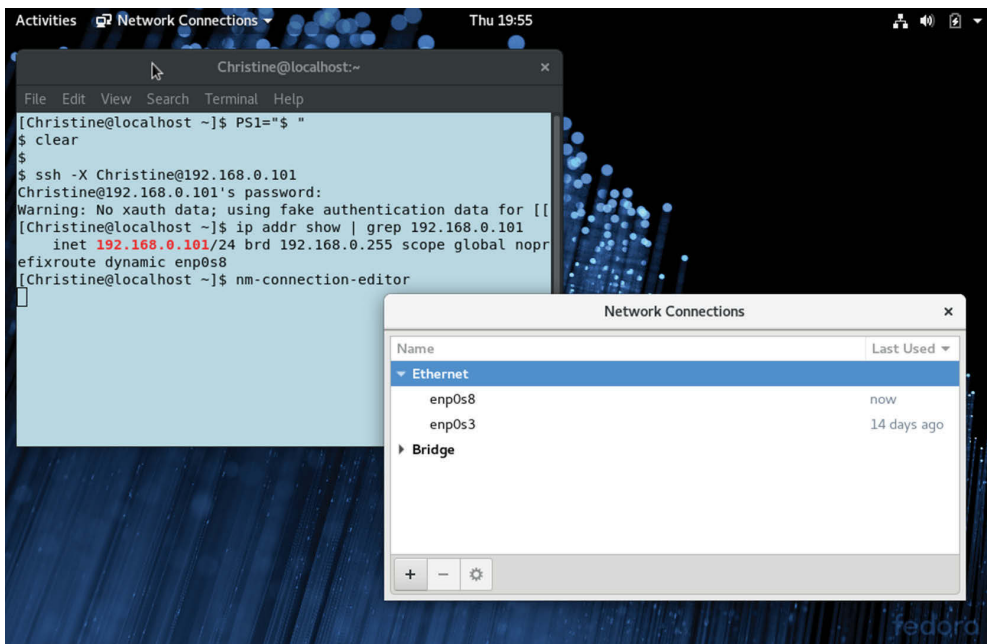 Activities Network Connections Thu 19:55
Christine@localhost:~
File Edit View Search Terminal Help
[Christine@localhost ~]$ PS1="$ "
$ clear
$
$ ssh -X Christine@192.168.0.101
Christine@192.168.0.101's password:
Warning: No xauth data; using fake authentication data for [[
[Christine@localhost ~]$ ip addr show | grep 192.168.0.101
inet 192.168.0.101/24 brd 192.168.0.255 scope global nopr
efixroute dynamic enp0s8
[Christine@localhost ~]$ nm-connection-editor
Network Connections
Name Last Used
Ethernet
enp0s8 now
enp0s3 14 days ago
Bridge
fedora